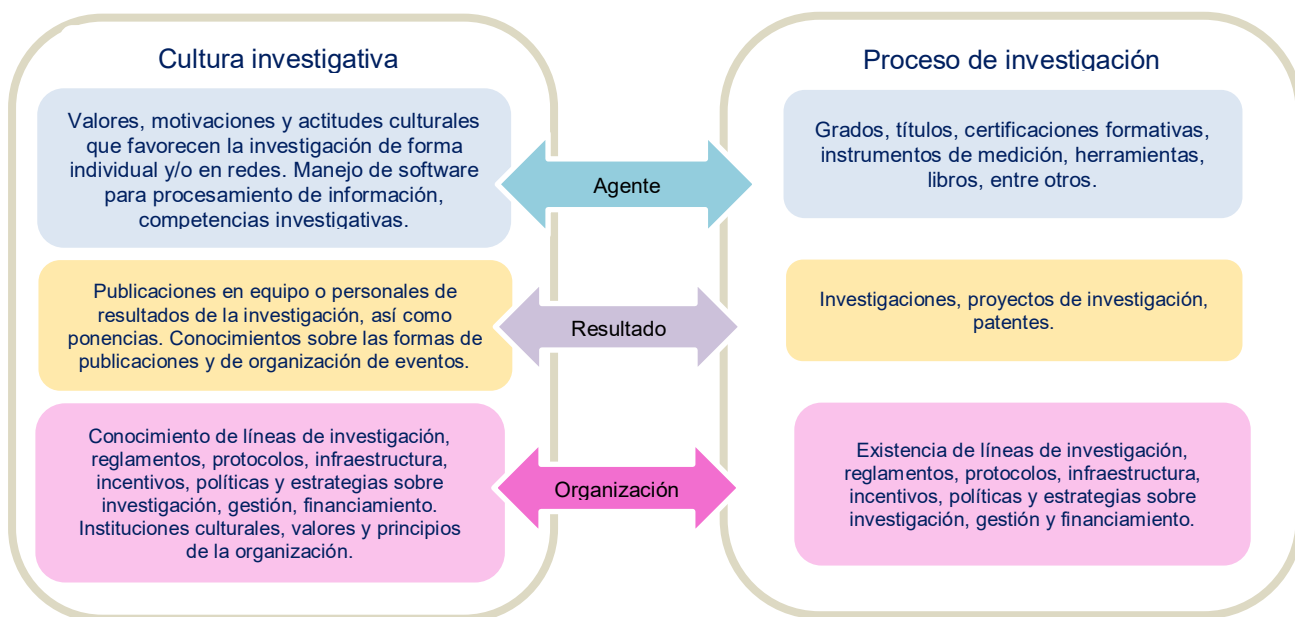 Cultura investigativa
Valores, motivaciones y actitudes culturales
que favorecen la investigación de forma
individual y/o en redes. Manejo de software
para procesamiento de información,
competencias investigativas.
Agente
Proceso de investigación
Grados, títulos, certificaciones formativas,
instrumentos de medición, herramientas,
libros, entre otros.
Publicaciones en equipo o personales de
resultados de la investigación, así como
ponencias. Conocimientos sobre las formas de
publicaciones y de organización de eventos.
Resultado
Investigaciones, proyectos de investigación,
patentes.
Conocimiento de líneas de investigación,
reglamentos, protocolos, infraestructura,
incentivos, políticas y estrategias sobre
investigación, gestión, financiamiento.
Instituciones culturales, valores y principios
de la organización.
Organización
Existencia de líneas de investigación,
reglamentos, protocolos, infraestructura,
incentivos, políticas y estrategias sobre
investigación, gestión y financiamiento.